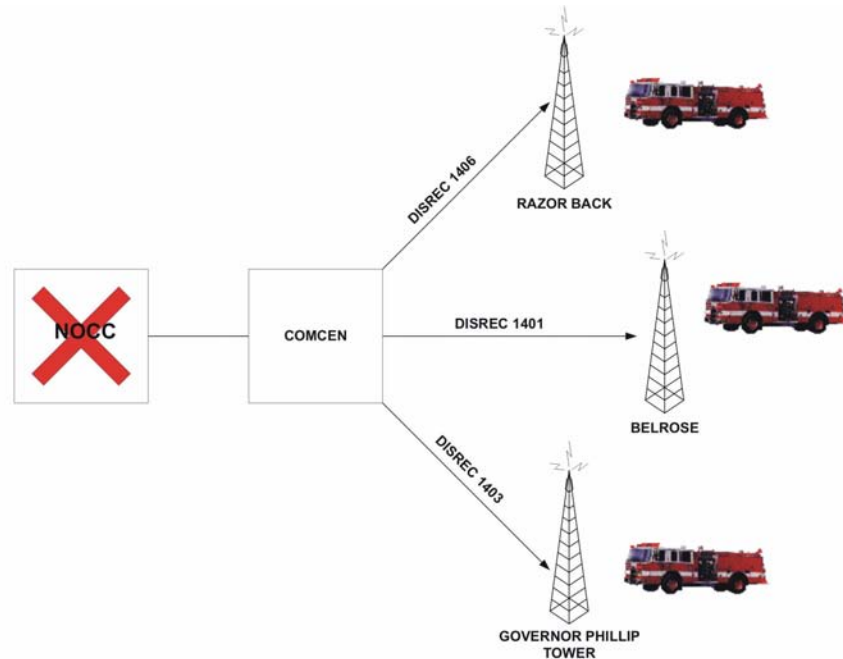 DISREC 1406
RAZOR BACK
NOCC
COMCEN
DISREC 1401
BELROSE
DISREC 1403
GOVERNOR PHILLIP
TOWER